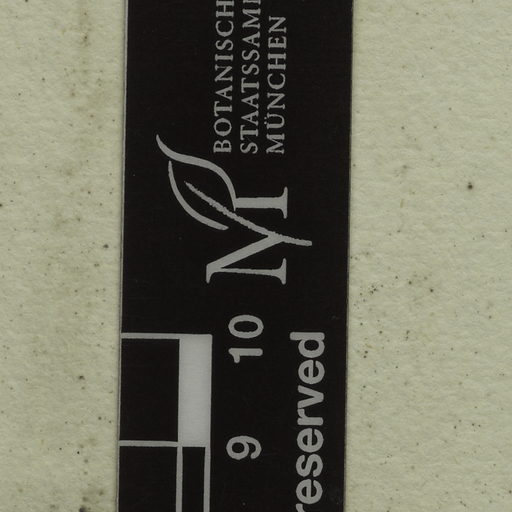 BOTANISCH
STAATSSAM
MÜNCHEN
M
9 10
reserved